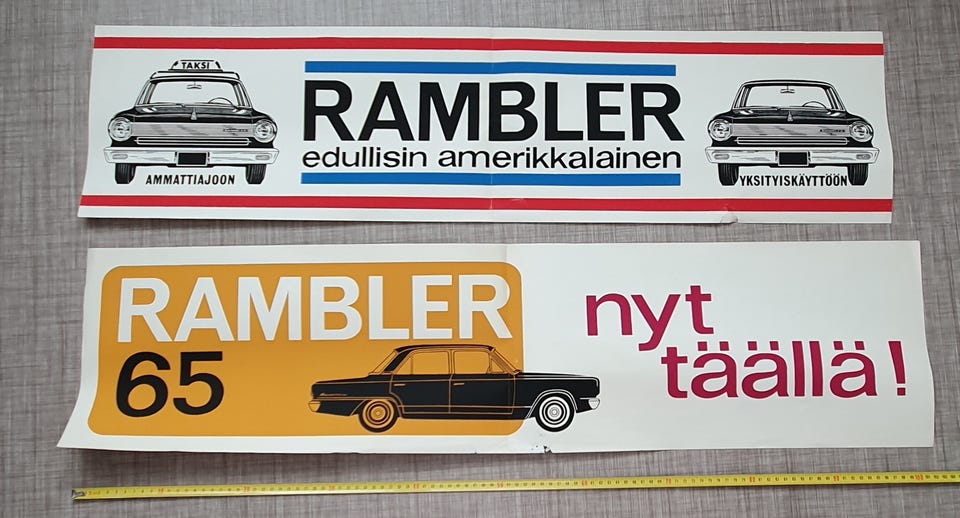 TAKSI
AMMATTIAJOON
RAMBLER
edullisin amerikkalainen
YKSITYISKÄYTTÖÖN
RAMBLER
65
nyt
täällä!